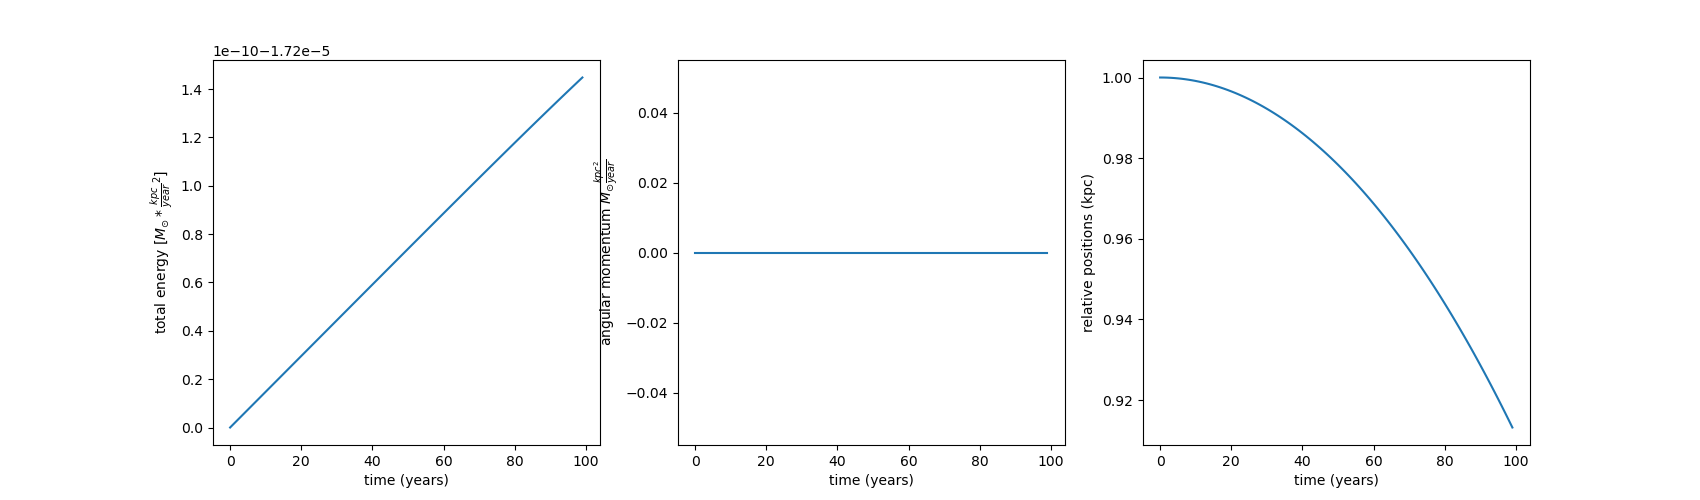 1e−10−1.72e−5
1.4
1.2
1.0
0.8
0.6
0.4
0.2
0.0
total energy [M⊙ * kpc/year ²]
0 20 40 60 80 100
time (years)
0.04
0.02
0.00
−0.02
−0.04
angular momentum M⊙ kpc²/year
0 20 40 60 80 100
time (years)
1.00
0.98
0.96
0.94
0.92
relative positions (kpc)
0 20 40 60 80 100
time (years)